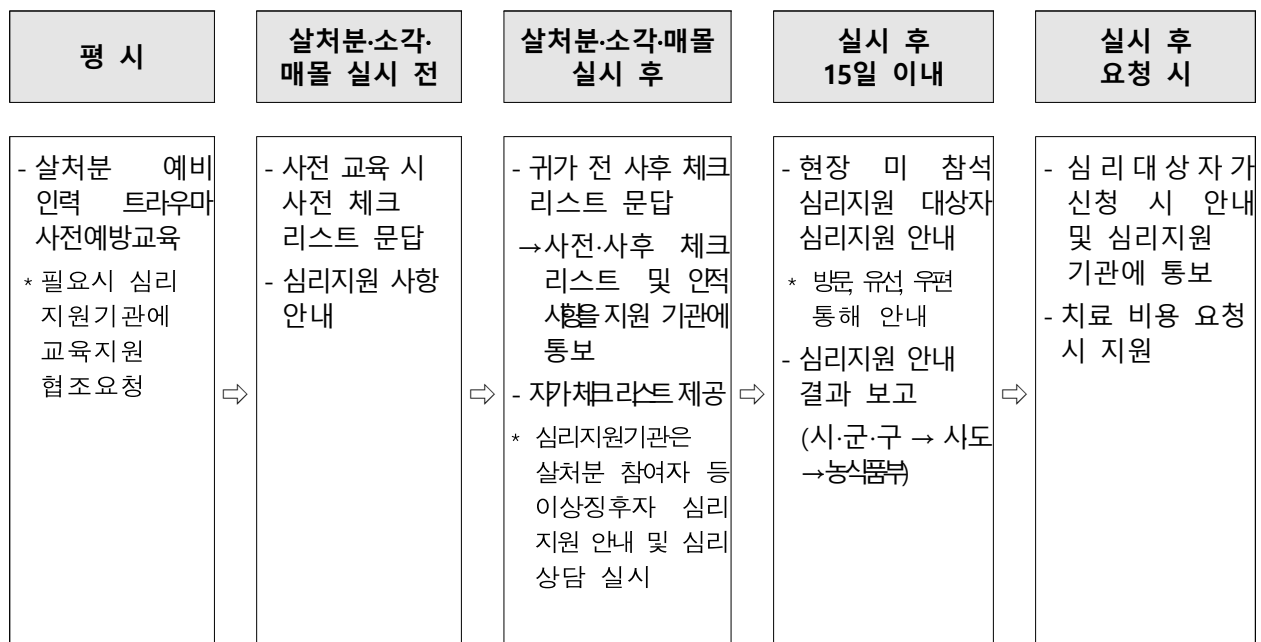 평 시
살처분·소각·
매몰 실시 전
살처분·소각·매몰
실시 후
실시 후
15일 이내
실시 후
요청 시
- 살처분 예비
인력 트라우마
사전예방교육
* 필요시 심리
지원기관에
교육지원
협조요청
⇨
- 사전 교육 시
사전 체크
리스트 문답
- 심리지원 사항
안내
⇨
- 귀가 전 사후 체크
리스트 문답
→사전·사후 체크
리스트 및 인적
사항을 지원 기관에
통보
- 자가체크리스트 제공
* 심리지원기관은
살처분 참여자 등
이상징후자 심리
지원 안내 및 심리
상담 실시
⇨
- 현장 미 참석
심리지원 대상자
심리지원 안내
* 방문, 유선, 우편
통해 안내
- 심리지원 안내
결과 보고
(시·군·구 → 시도
→농식품부)
⇨
- 심리대상자가
신청 시 안내
및 심리지원
기관에 통보
- 치료 비용 요청
시 지원